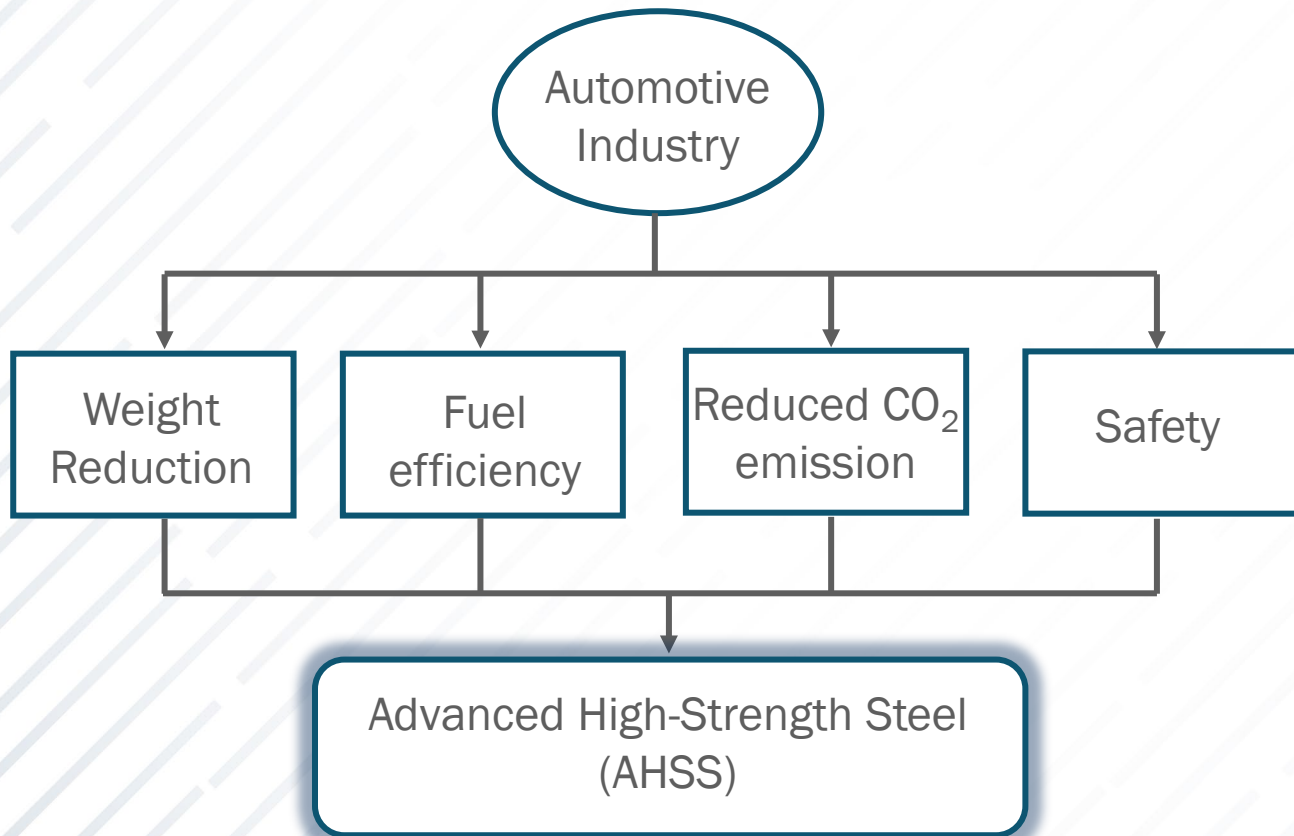 Automotive
Industry
Weight
Reduction
Fuel
efficiency
Reduced CO₂
emission
Safety
Advanced High-Strength Steel
(AHSS)